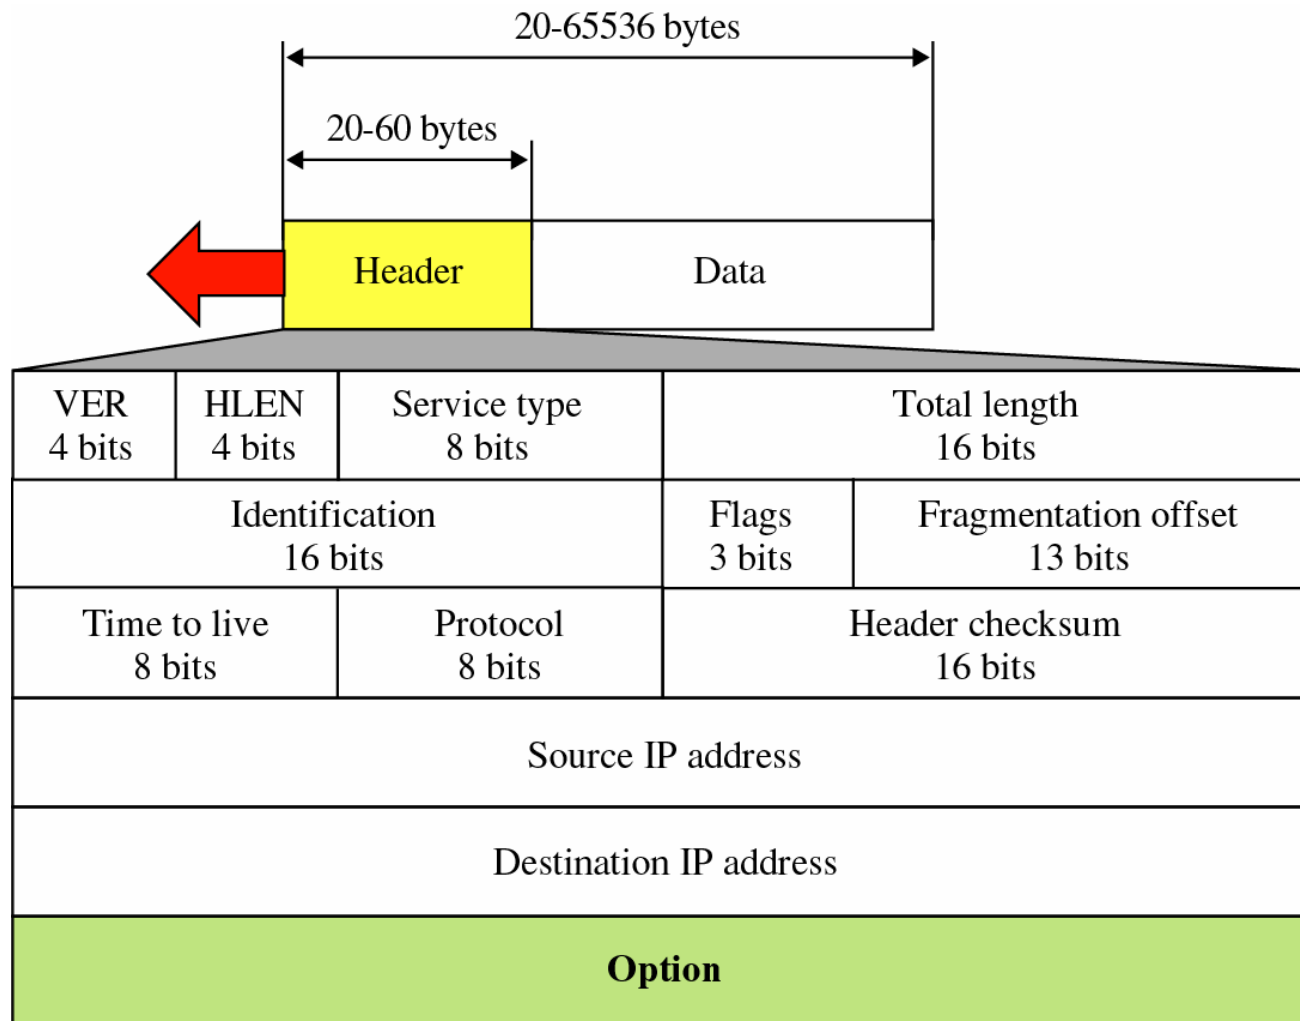 20-65536 bytes
20-60 bytes
Header
Data
VER
4 bits
HLEN
4 bits
Service type
8 bits
Total length
16 bits
Identification
16 bits
Flags
3 bits
Fragmentation offset
13 bits
Time to live
8 bits
Protocol
8 bits
Header checksum
16 bits
Source IP address
Destination IP address
Option